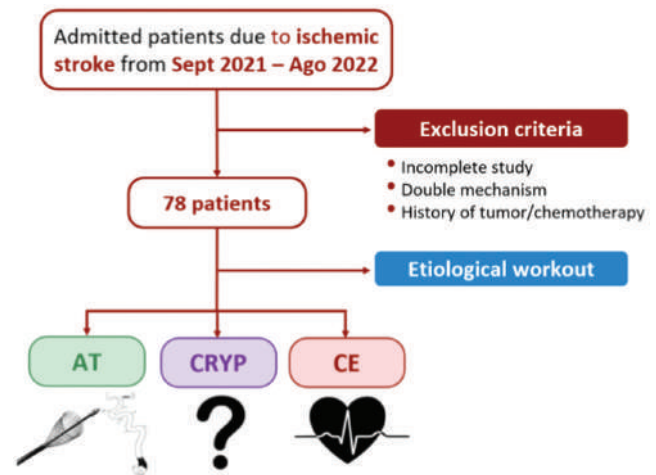 Admitted patients due to ischemic
stroke from Sept 2021 – Ago 2022
Exclusion criteria
• Incomplete study
• Double mechanism
• History of tumor/chemotherapy
78 patients
Etiological workout
AT
CRYP
CE
?